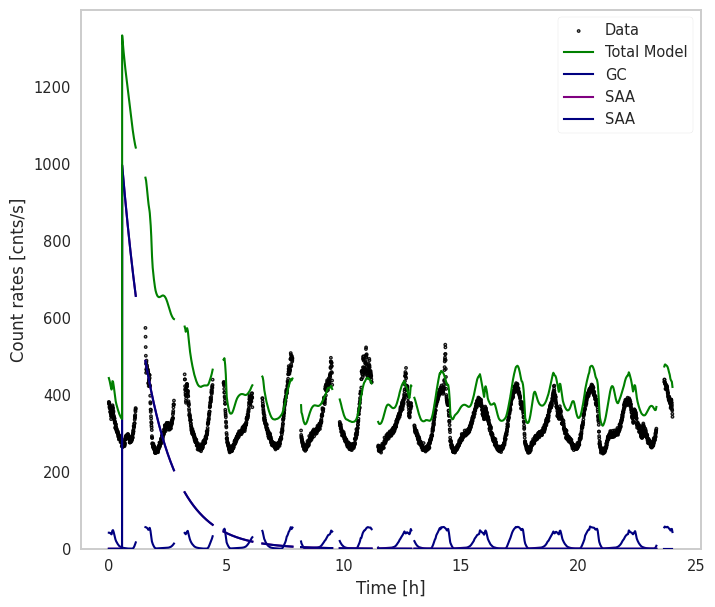 Data
Total Model
GC
SAA
SAA
1200
1000
800
600
400
200
0
Count rates [cnts/s]
0 5 10 15 20 25
Time [h]